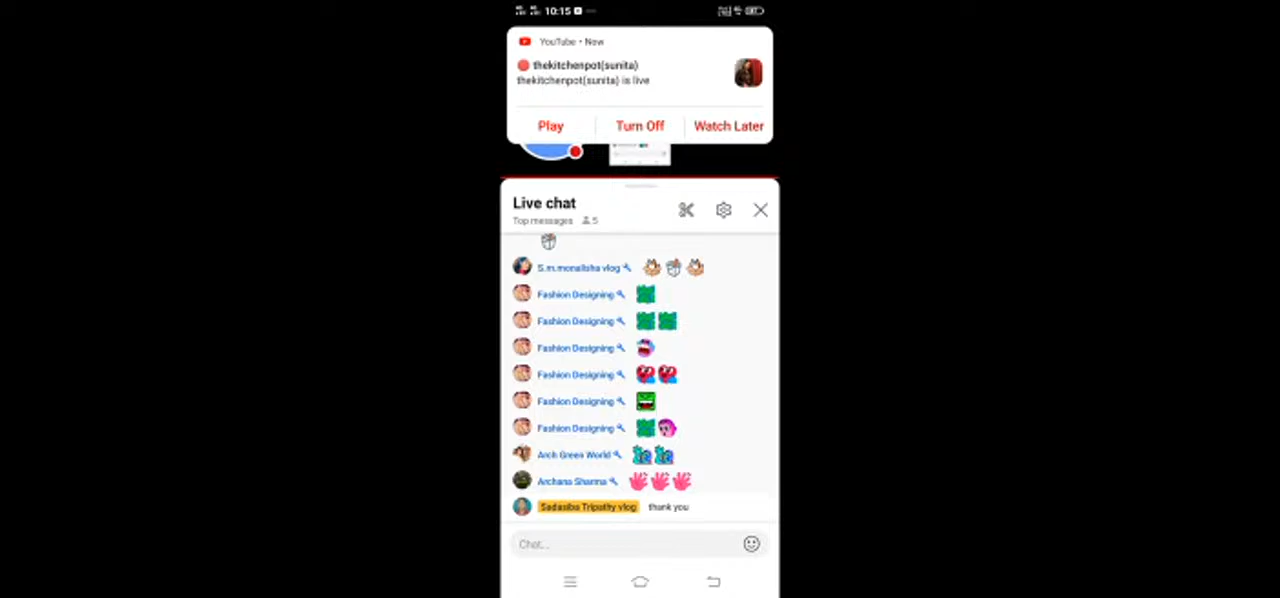 10:15
YouTube • Now
thekitchenpot(sunita)
thekitchenpot(sunita) is live
Play Turn Off Watch Later
Live chat
Top messages 5
S.m.monalisha vlog
Fashion Designing
Fashion Designing
Fashion Designing
Fashion Designing
Fashion Designing
Fashion Designing
Arch Green World
Archana Sharma
Sadasiba Tripathy vlog thank you
Chat...